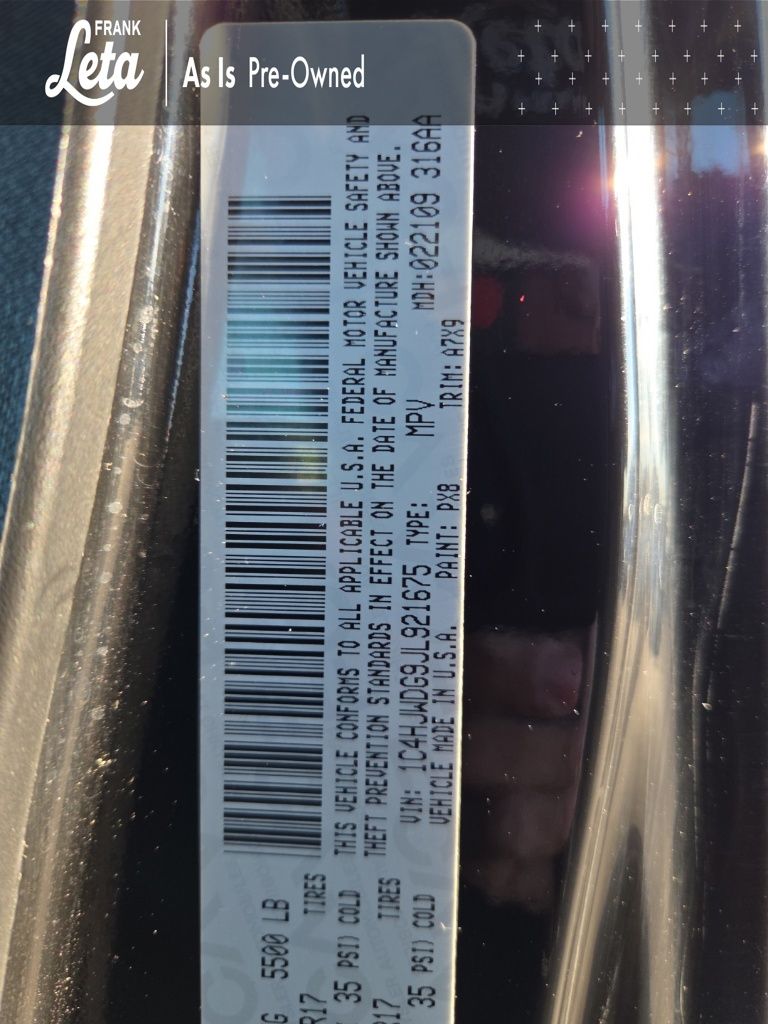 FRANK
Leta
As Is Pre-Owned
THIS VEHICLE CONFORMS TO ALL APPLICABLE U.S.A. FEDERAL MOTOR VEHICLE SAFETY AND
THEFT PREVENTION STANDARDS IN EFFECT ON THE DATE OF MANUFACTURE SHOWN ABOVE.
VIN: 1C4HJWDG9JL921675 TYPE: MPV MDH:022109 316AA
VEHICLE MADE IN U.S.A. PAINT: PX8 TRIM: A7X9
G 5500 LB
R17 TIRES
35 PSI) COLD
R17 TIRES
35 PSI) COLD